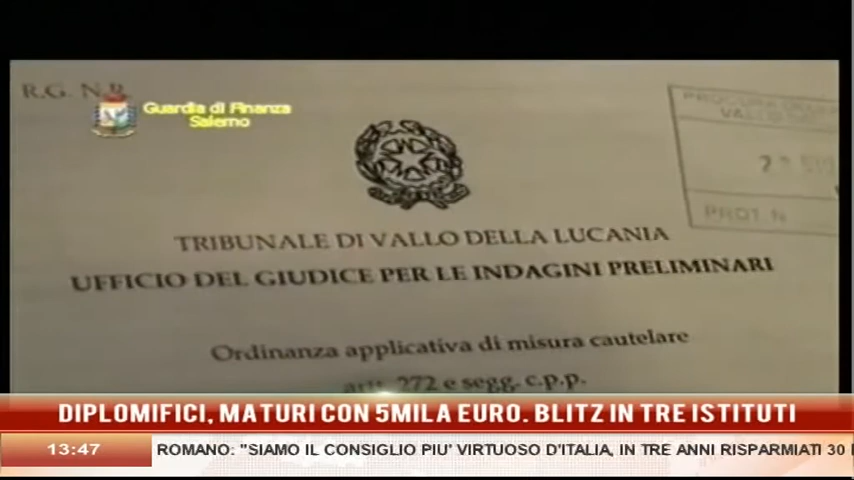 R.G. N.R.
Guardia di Finanza
Salerno
TRIBUNALE DI VALLO DELLA LUCANIA
UFFICIO DEL GIUDICE PER LE INDAGINI PRELIMINARI
Ordinanza applicativa di misura cautelare
artt. 272 e segg. c.p.p.
PROCURA
PROT N
DIPLOMIFICI, MATURI CON 5MILA EURO. BLITZ IN TRE ISTITUTI
13:47 ROMANO: "SIAMO IL CONSIGLIO PIU' VIRTUOSO D'ITALIA, IN TRE ANNI RISPARMIATI 30